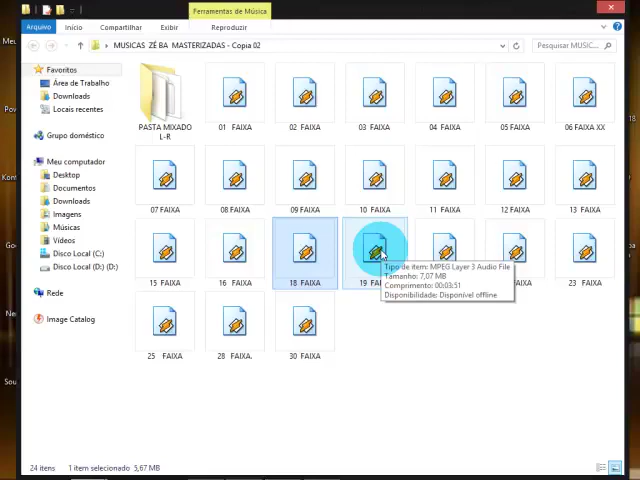 Ferramentas de Música
Arquivo Início Compartilhar Exibir Reproduzir
MUSICAS ZÉ BA MASTERIZADAS - Copia 02
Pesquisar MUSIC...
Favoritos
Área de Trabalho
Downloads
Locais recentes
Grupo doméstico
Meu computador
Desktop
Documentos
Downloads
Imagens
Músicas
Vídeos
Disco Local (C:)
Disco Local (D:) (D:)
Rede
Image Catalog
PASTA MIXADO L-R
01 FAIXA
02 FAIXA
03 FAIXA
04 FAIXA
05 FAIXA
06 FAIXA XX
07 FAIXA
08 FAIXA
09 FAIXA
10 FAIXA
11 FAIXA
12 FAIXA
13 FAIXA
15 FAIXA
16 FAIXA
18 FAIXA
19
23 FAIXA
Tipo de item: MPEG Layer 3 Audio File
Tamanho: 7,07 MB
Comprimento: 00:03:51
Disponibilidade: Disponível offline
25 FAIXA
28 FAIXA.
30 FAIXA
24 itens 1 item selecionado 5,67 MB